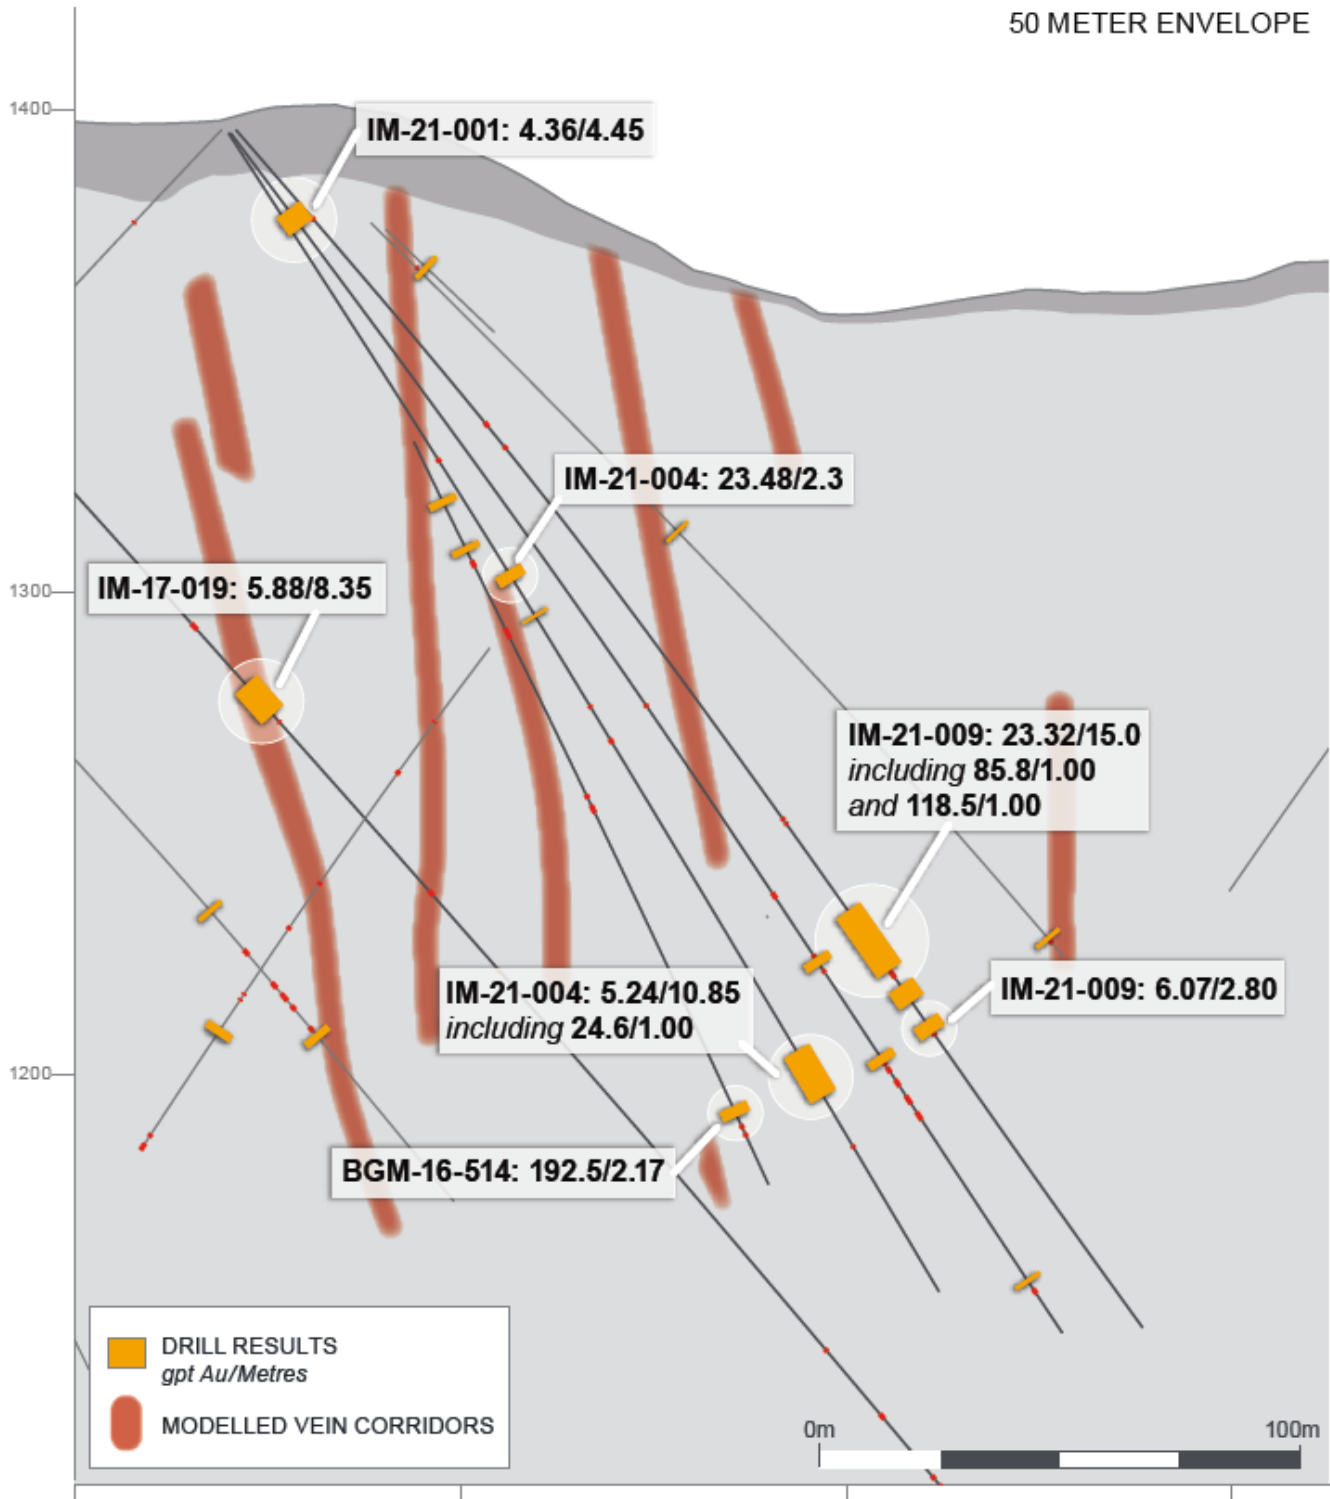 50 METER ENVELOPE
1400
IM-21-001: 4.36/4.45
IM-21-004: 23.48/2.3
1300
IM-17-019: 5.88/8.35
IM-21-009: 23.32/15.0
including 85.8/1.00
and 118.5/1.00
IM-21-004: 5.24/10.85
including 24.6/1.00
IM-21-009: 6.07/2.80
1200
BGM-16-514: 192.5/2.17
DRILL RESULTS
gpt Au/Metres
MODELLED VEIN CORRIDORS
0m 100m